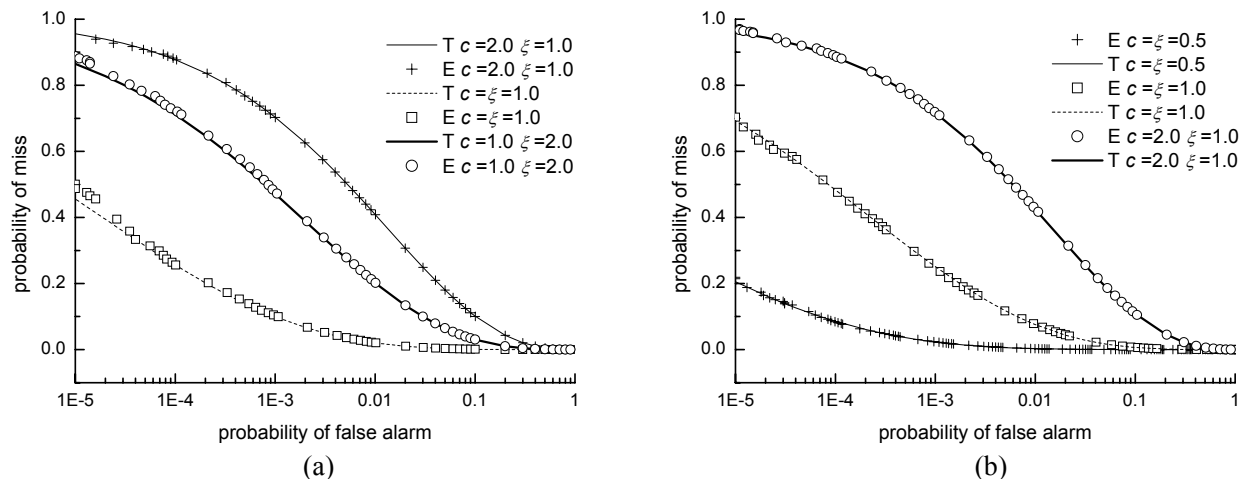 1.0
0.8
0.6
0.4
0.2
0.0
probability of miss
T c=2.0 ξ=1.0
E c=2.0 ξ=1.0
T c=ξ=1.0
E c=ξ=1.0
T c=1.0 ξ=2.0
E c=1.0 ξ=2.0
1E-5 1E-4 1E-3 0.01 0.1 1
probability of false alarm
(a)
1.0
0.8
0.6
0.4
0.2
0.0
probability of miss
E c=ξ=0.5
T c=ξ=0.5
E c=ξ=1.0
T c=ξ=1.0
E c=2.0 ξ=1.0
T c=2.0 ξ=1.0
1E-5 1E-4 1E-3 0.01 0.1 1
probability of false alarm
(b)